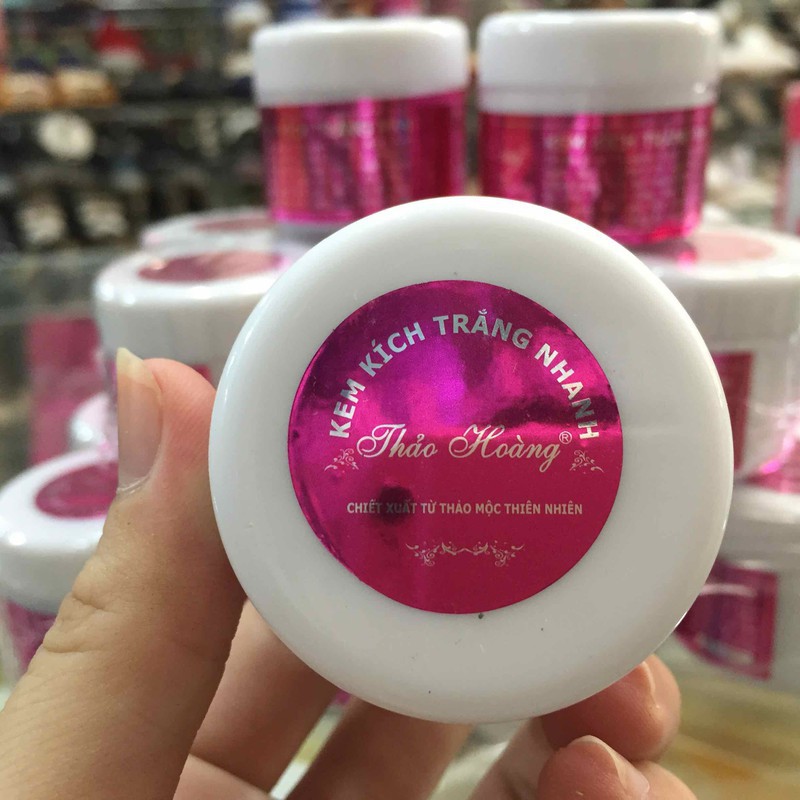 KEM KÍCH TRẮNG NHANH
Thảo Hoàng®
CHIẾT XUẤT TỪ THẢO MỘC THIÊN NHIÊN